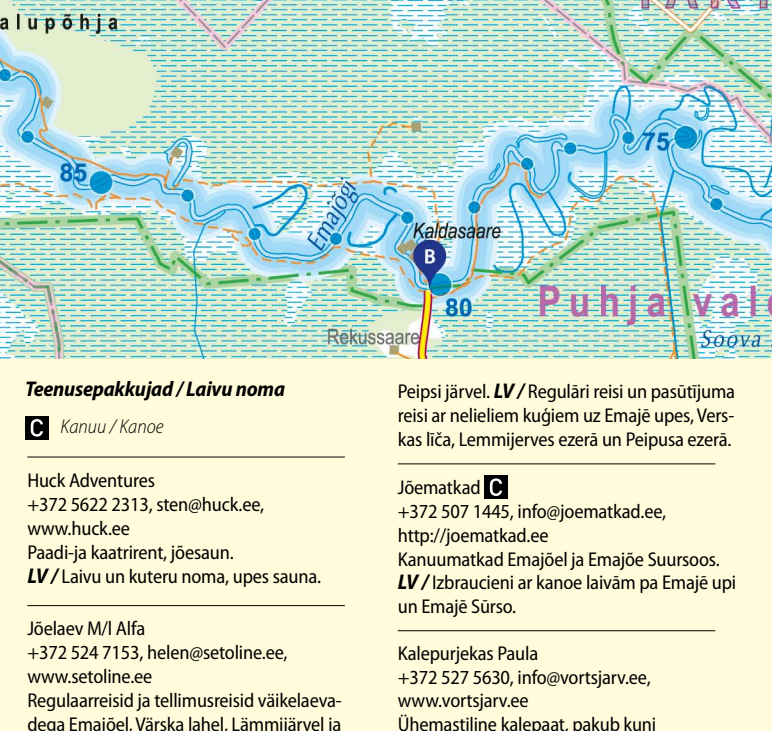 alupõhja
85
Emajõgi
Kaldasaare
B
80
75
Puhja vald
Rekussaare
Soova
Teenusepakkujad / Laivu noma
C Kanuu / Kanoe
Huck Adventures
+372 5622 2313, sten@huck.ee,
www.huck.ee
Paadi-ja kaatrirent, jõesaun.
LV / Laivu un kuteru noma, upes sauna.
Jõelaev M/l Alfa
+372 524 7153, helen@setoline.ee,
www.setoline.ee
Regulaarreisid ja tellimusreisid väikelaeva-
dega Emajõel, Värska lahel, Lämmijärvel ja
Peipsi järvel. LV / Regulāri reisi un pasūtījuma
reisi ar nelieliem kuģiem uz Emajē upes, Vers-
kas līča, Lemmijerves ezerā un Peipusa ezerā.
Jõematkad C
+372 507 1445, info@joematkad.ee,
http://joematkad.ee
Kanuumatkad Emajõel ja Emajõe Suursoos.
LV / Izbraucieni ar kanoe laivām pa Emajē upi
un Emajē Sūrso.
Kalepurjekas Paula
+372 527 5630, info@vortsjarv.ee,
www.vortsjarv.ee
Ühemastiline kalepaat, pakub kuni